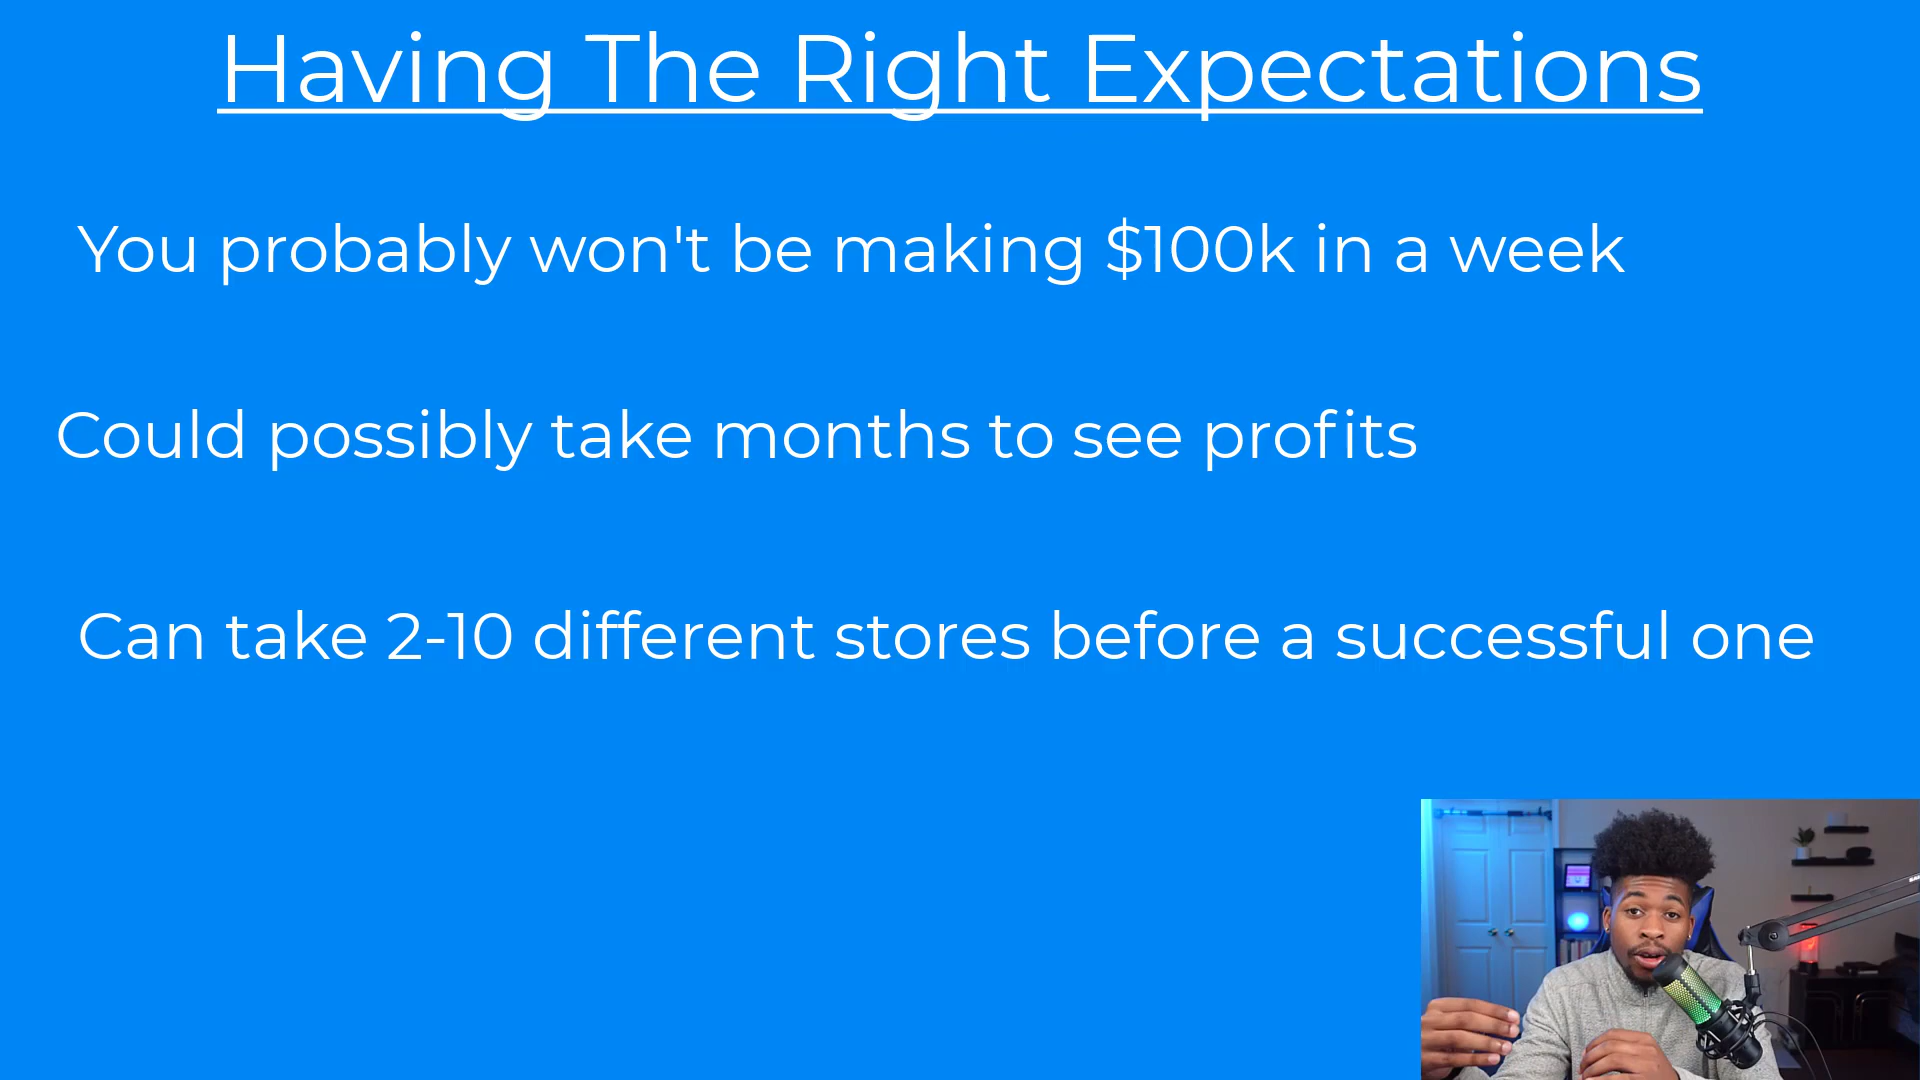 Having The Right Expectations
You probably won't be making $100k in a week
Could possibly take months to see profits
Can take 2-10 different stores before a successful one